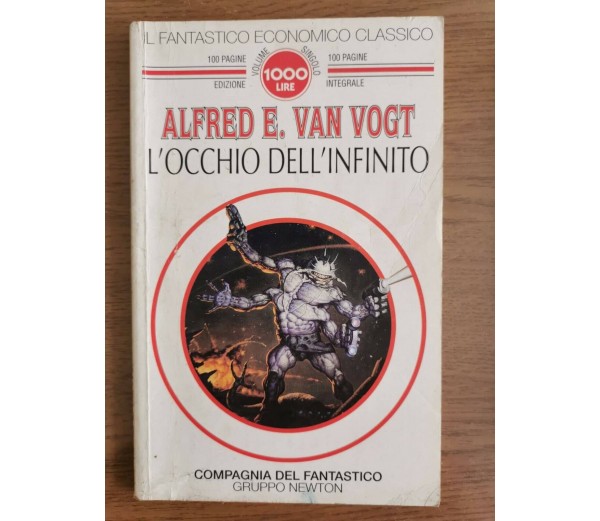 IL FANTASTICO ECONOMICO CLASSICO
100 PAGINE VOLUME SINGOLO 100 PAGINE
1000
LIRE
EDIZIONE INTEGRALE
ALFRED E. VAN VOGT
L'OCCHIO DELL'INFINITO
COMPAGNIA DEL FANTASTICO
GRUPPO NEWTON